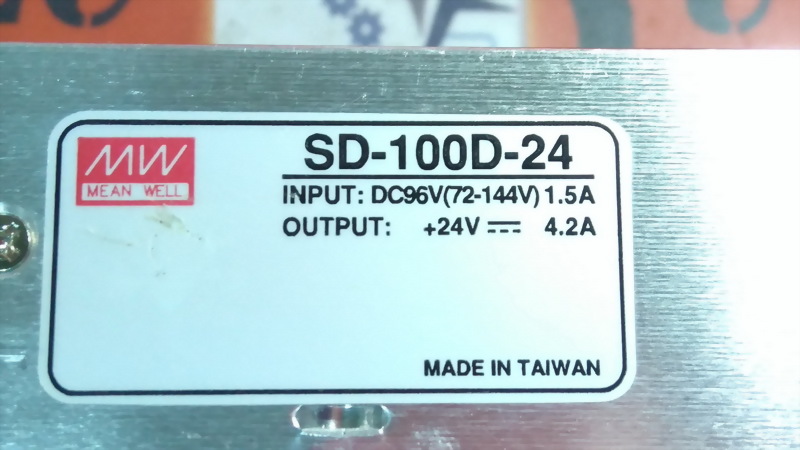 MW
MEAN WELL
SD-100D-24
INPUT: DC96V(72-144V) 1.5A
OUTPUT: +24V ⎓ 4.2A
MADE IN TAIWAN